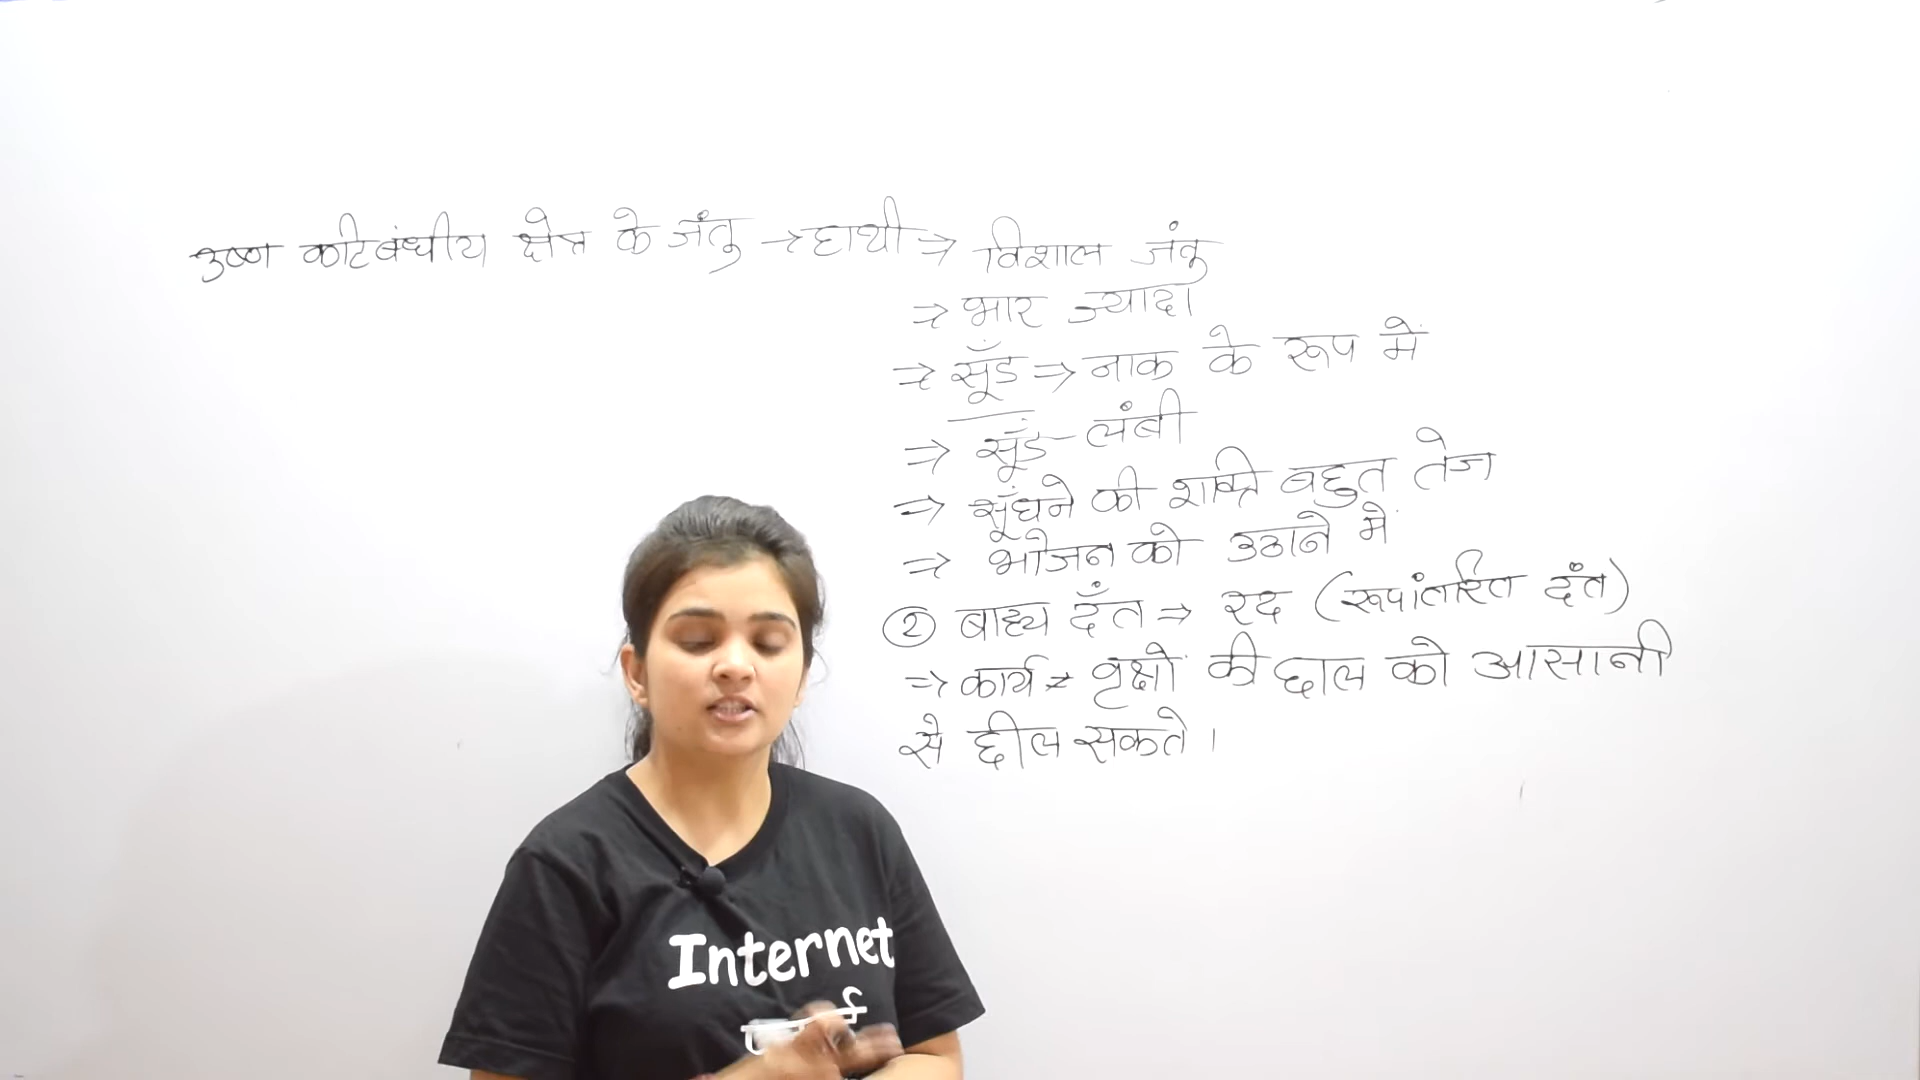 उष्ण कटिबंधीय क्षेत्र के जंतु → हाथी ⇒ विशाल जंतु
⇒ भार ज्यादा
⇒ सूँड ⇒ नाक के रूप में
⇒ सूँड - लंबी
⇒ सूंघने की शक्ति बहुत तेज
⇒ भोजन को उठाने में
② बाह्य दँत ⇒ रद (रूपांतरित दंत)
⇒ कार्य = वृक्षों की छाल को आसानी
से छील सकते।
Internet